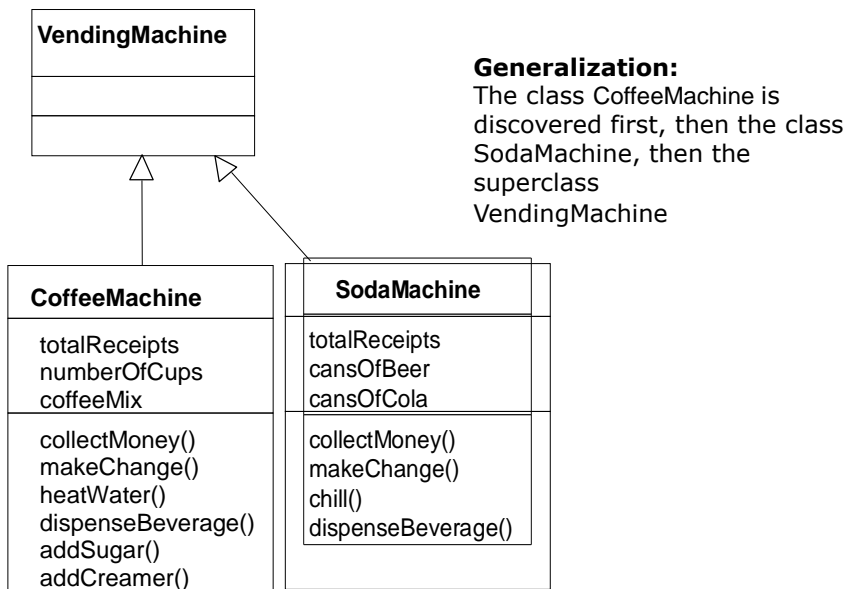 VendingMachine
Generalization:
The class CoffeeMachine is
discovered first, then the class
SodaMachine, then the
superclass
VendingMachine
CoffeeMachine
totalReceipts
numberOfCups
coffeeMix
collectMoney()
makeChange()
heatWater()
dispenseBeverage()
addSugar()
addCreamer()
SodaMachine
totalReceipts
cansOfBeer
cansOfCola
collectMoney()
makeChange()
chill()
dispenseBeverage()